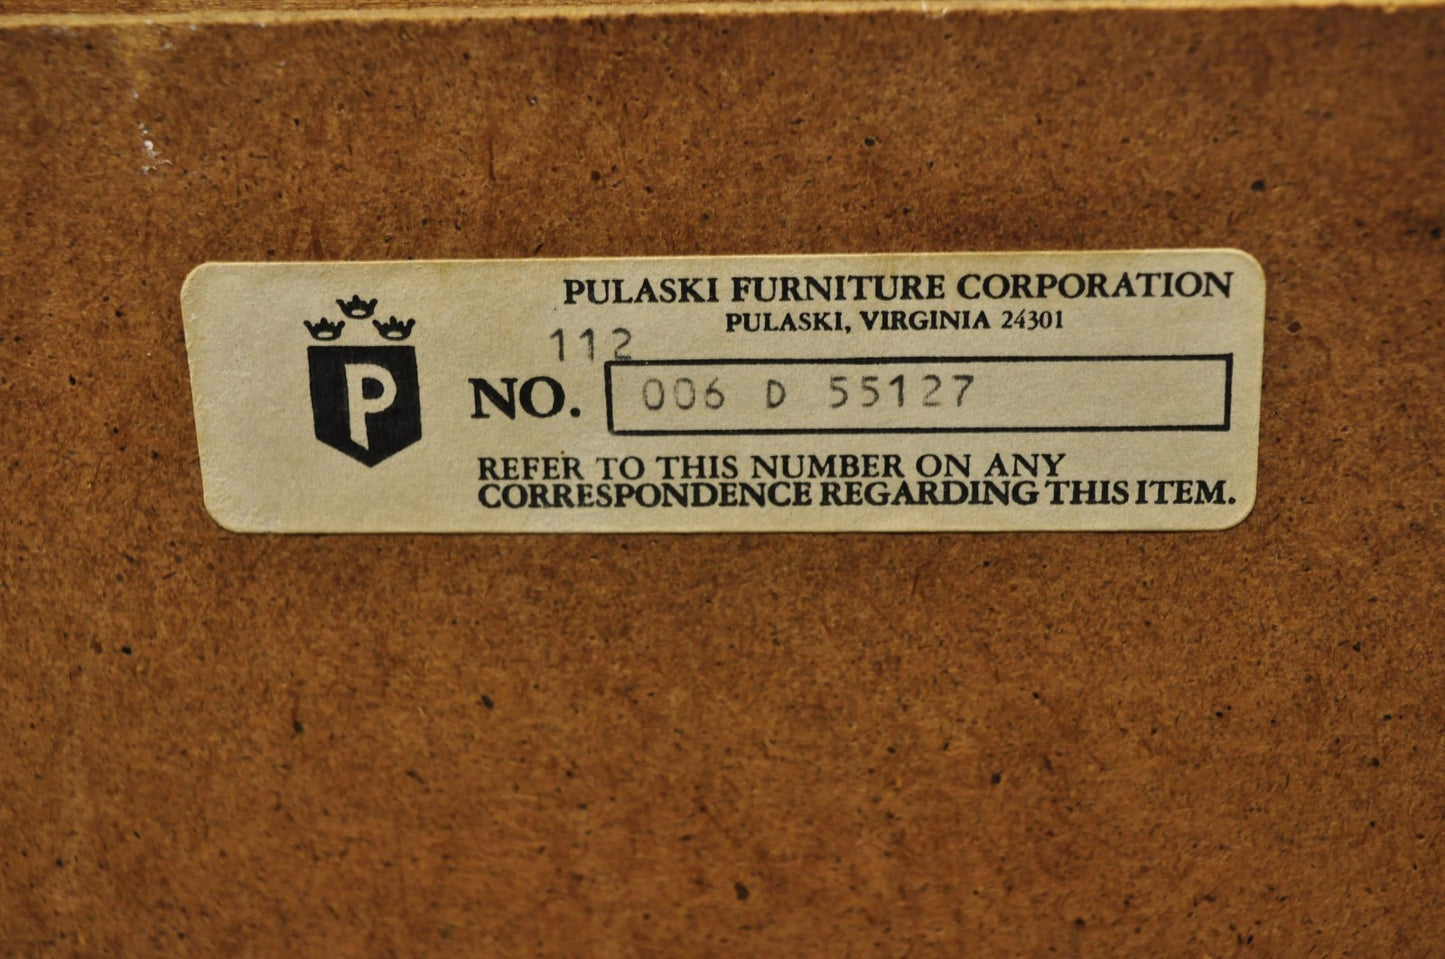 PULASKI FURNITURE CORPORATION
PULASKI, VIRGINIA 24301
112
P
NO. 006 D 55127
REFER TO THIS NUMBER ON ANY
CORRESPONDENCE REGARDING THIS ITEM.